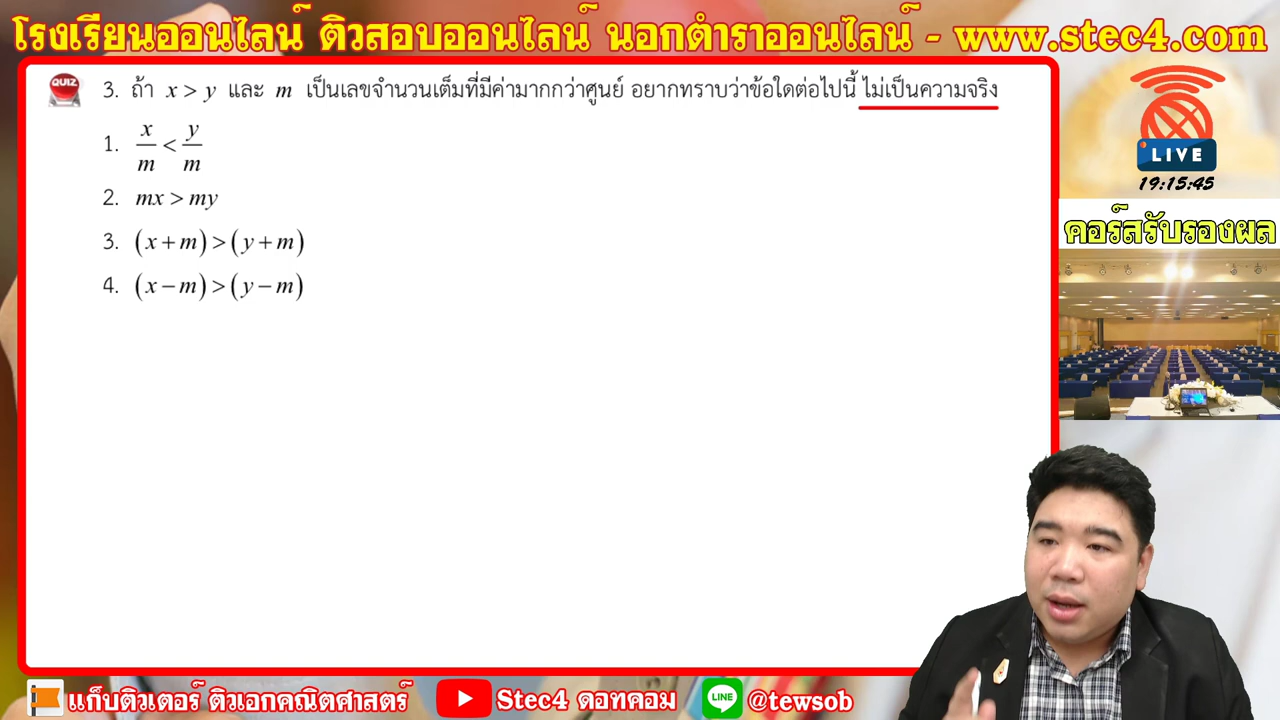 โรงเรียนออนไลน์ ติวสอบออนไลน์ นอกตำราออนไลน์ - www.stec4.com
QUIZ
3. ถ้า x > y และ m เป็นเลขจำนวนเต็มที่มีค่ามากกว่าศูนย์ อยากทราบว่าข้อใดต่อไปนี้ ไม่เป็นความจริง
1. x/m < y/m
2. mx > my
3. (x + m) > (y + m)
4. (x − m) > (y − m)
LIVE
19:15:45
คอร์สรับรองผล
แก๊บติวเตอร์ ติวเอกคณิตศาสตร์
Stec4 ดอทคอม
LINE
@tewsob